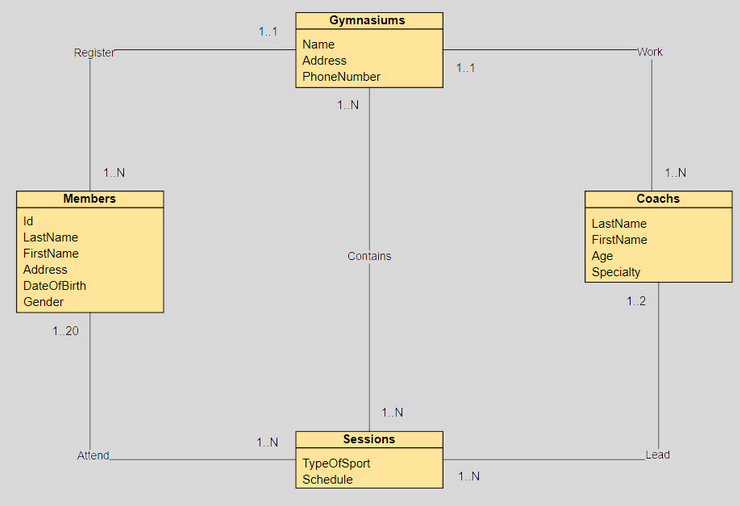 Gymnasiums
1..1
Name
Register
Work
Address
1..1
PhoneNumber
1..N
1..N
1..N
Members
Coachs
Id
LastName
LastName
FirstName
FirstName
Contains
Age
Address
Specialty
DateOfBirth
Gender
1..2
1..20
1..N
1..N
Sessions
Attend
Lead
TypeOfSport
1..N
Schedule